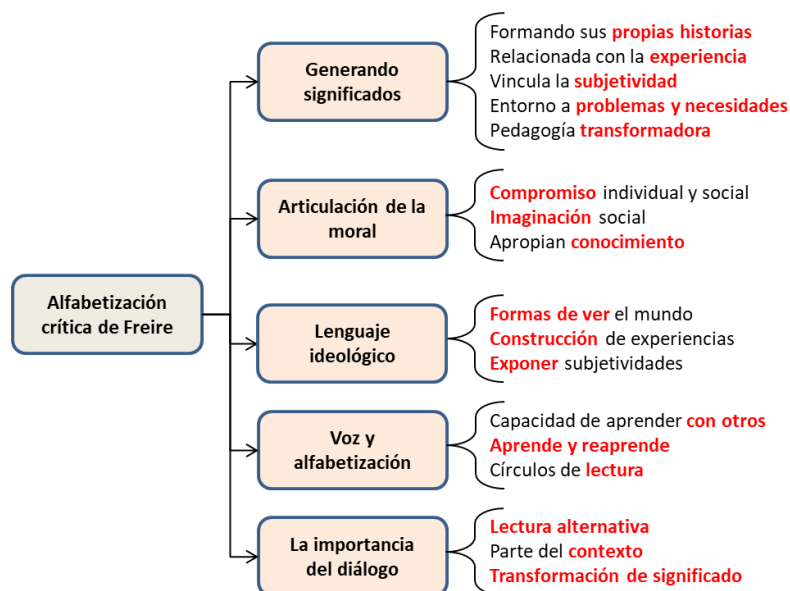 Alfabetización
crítica de Freire
Generando
significados
Formando sus propias historias
Relacionada con la experiencia
Vincula la subjetividad
Entorno a problemas y necesidades
Pedagogía transformadora
Articulación de la
moral
Compromiso individual y social
Imaginación social
Apropian conocimiento
Lenguaje
ideológico
Formas de ver el mundo
Construcción de experiencias
Exponer subjetividades
Voz y
alfabetización
Capacidad de aprender con otros
Aprende y reaprende
Círculos de lectura
La importancia
del diálogo
Lectura alternativa
Parte del contexto
Transformación de significado